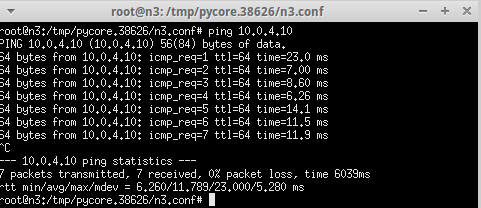 root@n3: /tmp/pycore.38626/n3.conf
root@n3:/tmp/pycore.38626/n3.conf# ping 10.0.4.10
PING 10.0.4.10 (10.0.4.10) 56(84) bytes of data.
64 bytes from 10.0.4.10: icmp_req=1 ttl=64 time=23.0 ms
64 bytes from 10.0.4.10: icmp_req=2 ttl=64 time=7.00 ms
64 bytes from 10.0.4.10: icmp_req=3 ttl=64 time=8.60 ms
64 bytes from 10.0.4.10: icmp_req=4 ttl=64 time=6.26 ms
64 bytes from 10.0.4.10: icmp_req=5 ttl=64 time=14.1 ms
64 bytes from 10.0.4.10: icmp_req=6 ttl=64 time=11.5 ms
64 bytes from 10.0.4.10: icmp_req=7 ttl=64 time=11.9 ms
^C
--- 10.0.4.10 ping statistics ---
7 packets transmitted, 7 received, 0% packet loss, time 6039ms
rtt min/avg/max/mdev = 6.260/11.789/23.000/5.280 ms
root@n3:/tmp/pycore.38626/n3.conf#